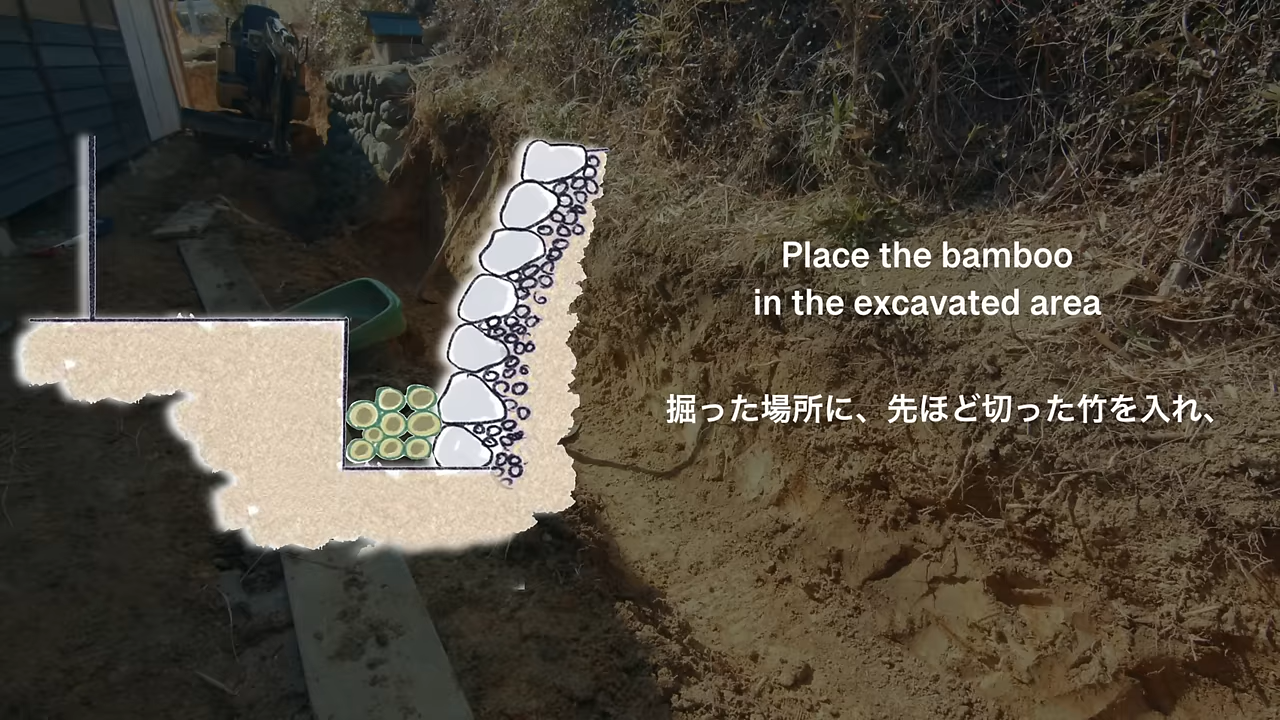 Place the bamboo
in the excavated area
掘った場所に、先ほど切った竹を入れ、